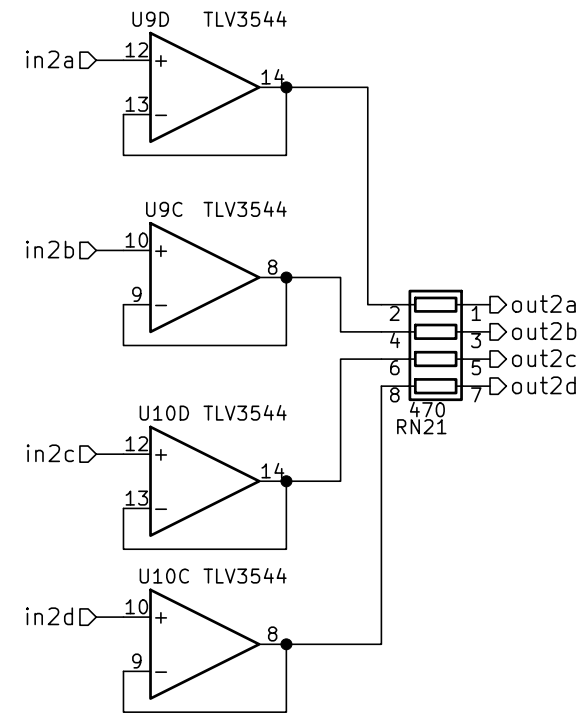 U9D TLV3544
in2a 12 +
14
13 −
U9C TLV3544
in2b 10 +
8
9 −
2 1 out2a
4 3 out2b
6 5 out2c
8 7 out2d
470
RN21
U10D TLV3544
in2c 12 +
14
13 −
U10C TLV3544
in2d 10 +
8
9 −